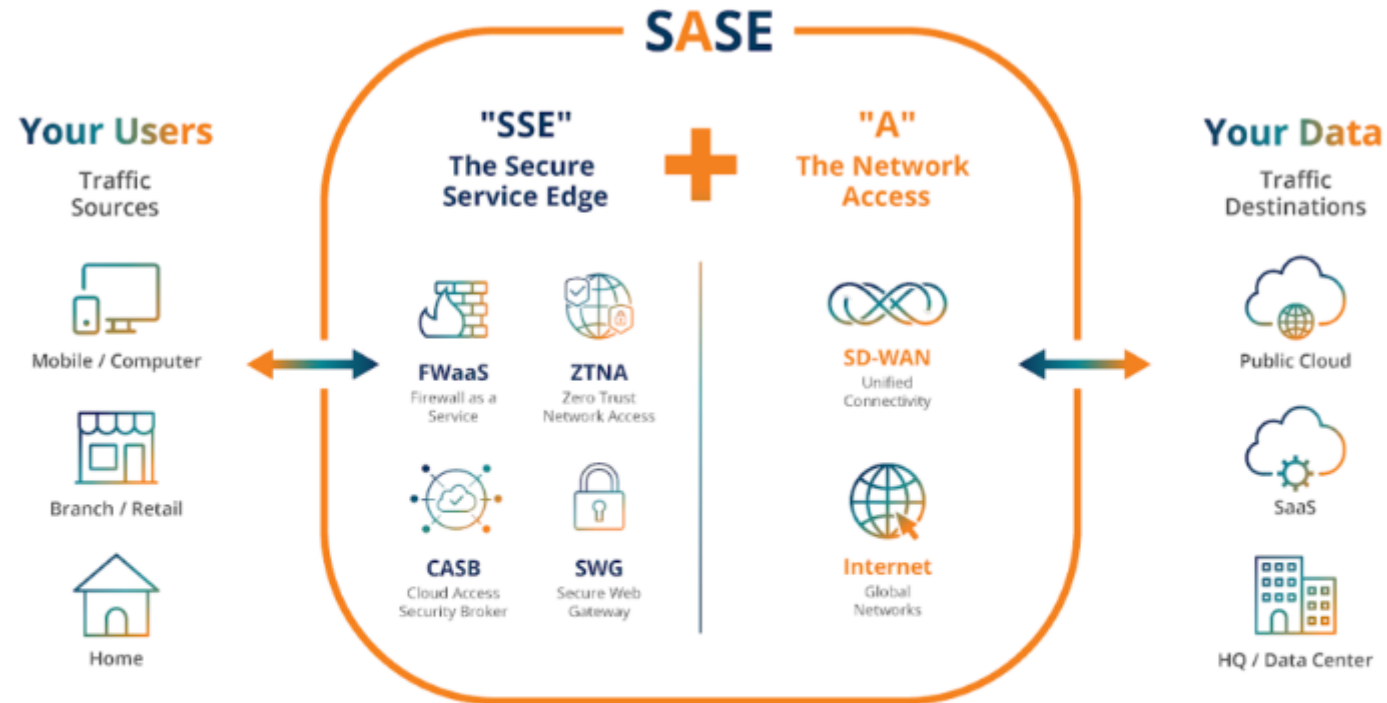 SASE
Your Users
Traffic
Sources
Mobile / Computer
Branch / Retail
Home
"SSE"
The Secure
Service Edge
FWaaS
Firewall as a
Service
ZTNA
Zero Trust
Network Access
CASB
Cloud Access
Security Broker
SWG
Secure Web
Gateway
"A"
The Network
Access
SD-WAN
Unified
Connectivity
Internet
Global
Networks
Your Data
Traffic
Destinations
Public Cloud
SaaS
HQ / Data Center